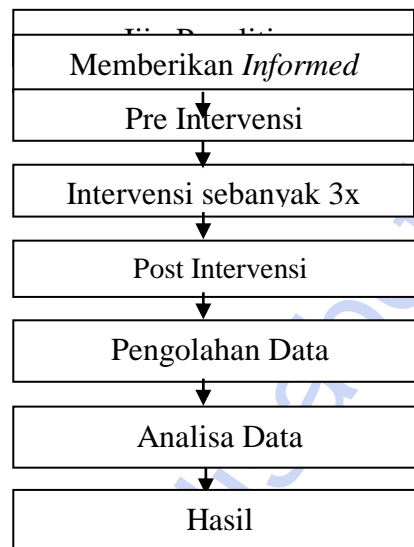 Memberikan Informed
Pre Intervensi
Intervensi sebanyak 3x
Post Intervensi
Pengolahan Data
Analisa Data
Hasil